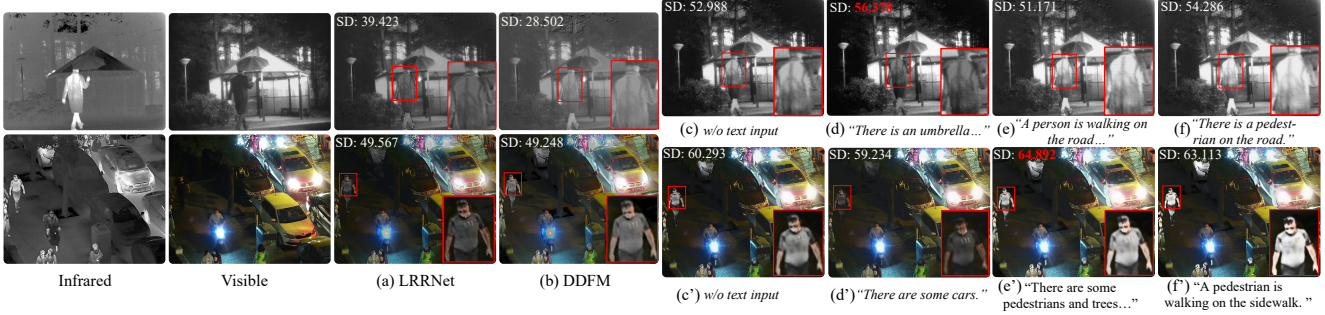 SD: 39.423
SD: 28.502
SD: 52.988
SD: 56.378
SD: 51.171
SD: 54.286
(c) w/o text input
(d) "There is an umbrella…"
(e) "A person is walking on
the road…"
(f) "There is a pedest-
rian on the road."
SD: 49.567
SD: 49.248
SD: 60.293
SD: 59.234
SD: 64.892
SD: 63.113
Infrared
Visible
(a) LRRNet
(b) DDFM
(c') w/o text input
(d') "There are some cars."
(e') "There are some
pedestrians and trees…"
(f') "A pedestrian is
walking on the sidewalk. "